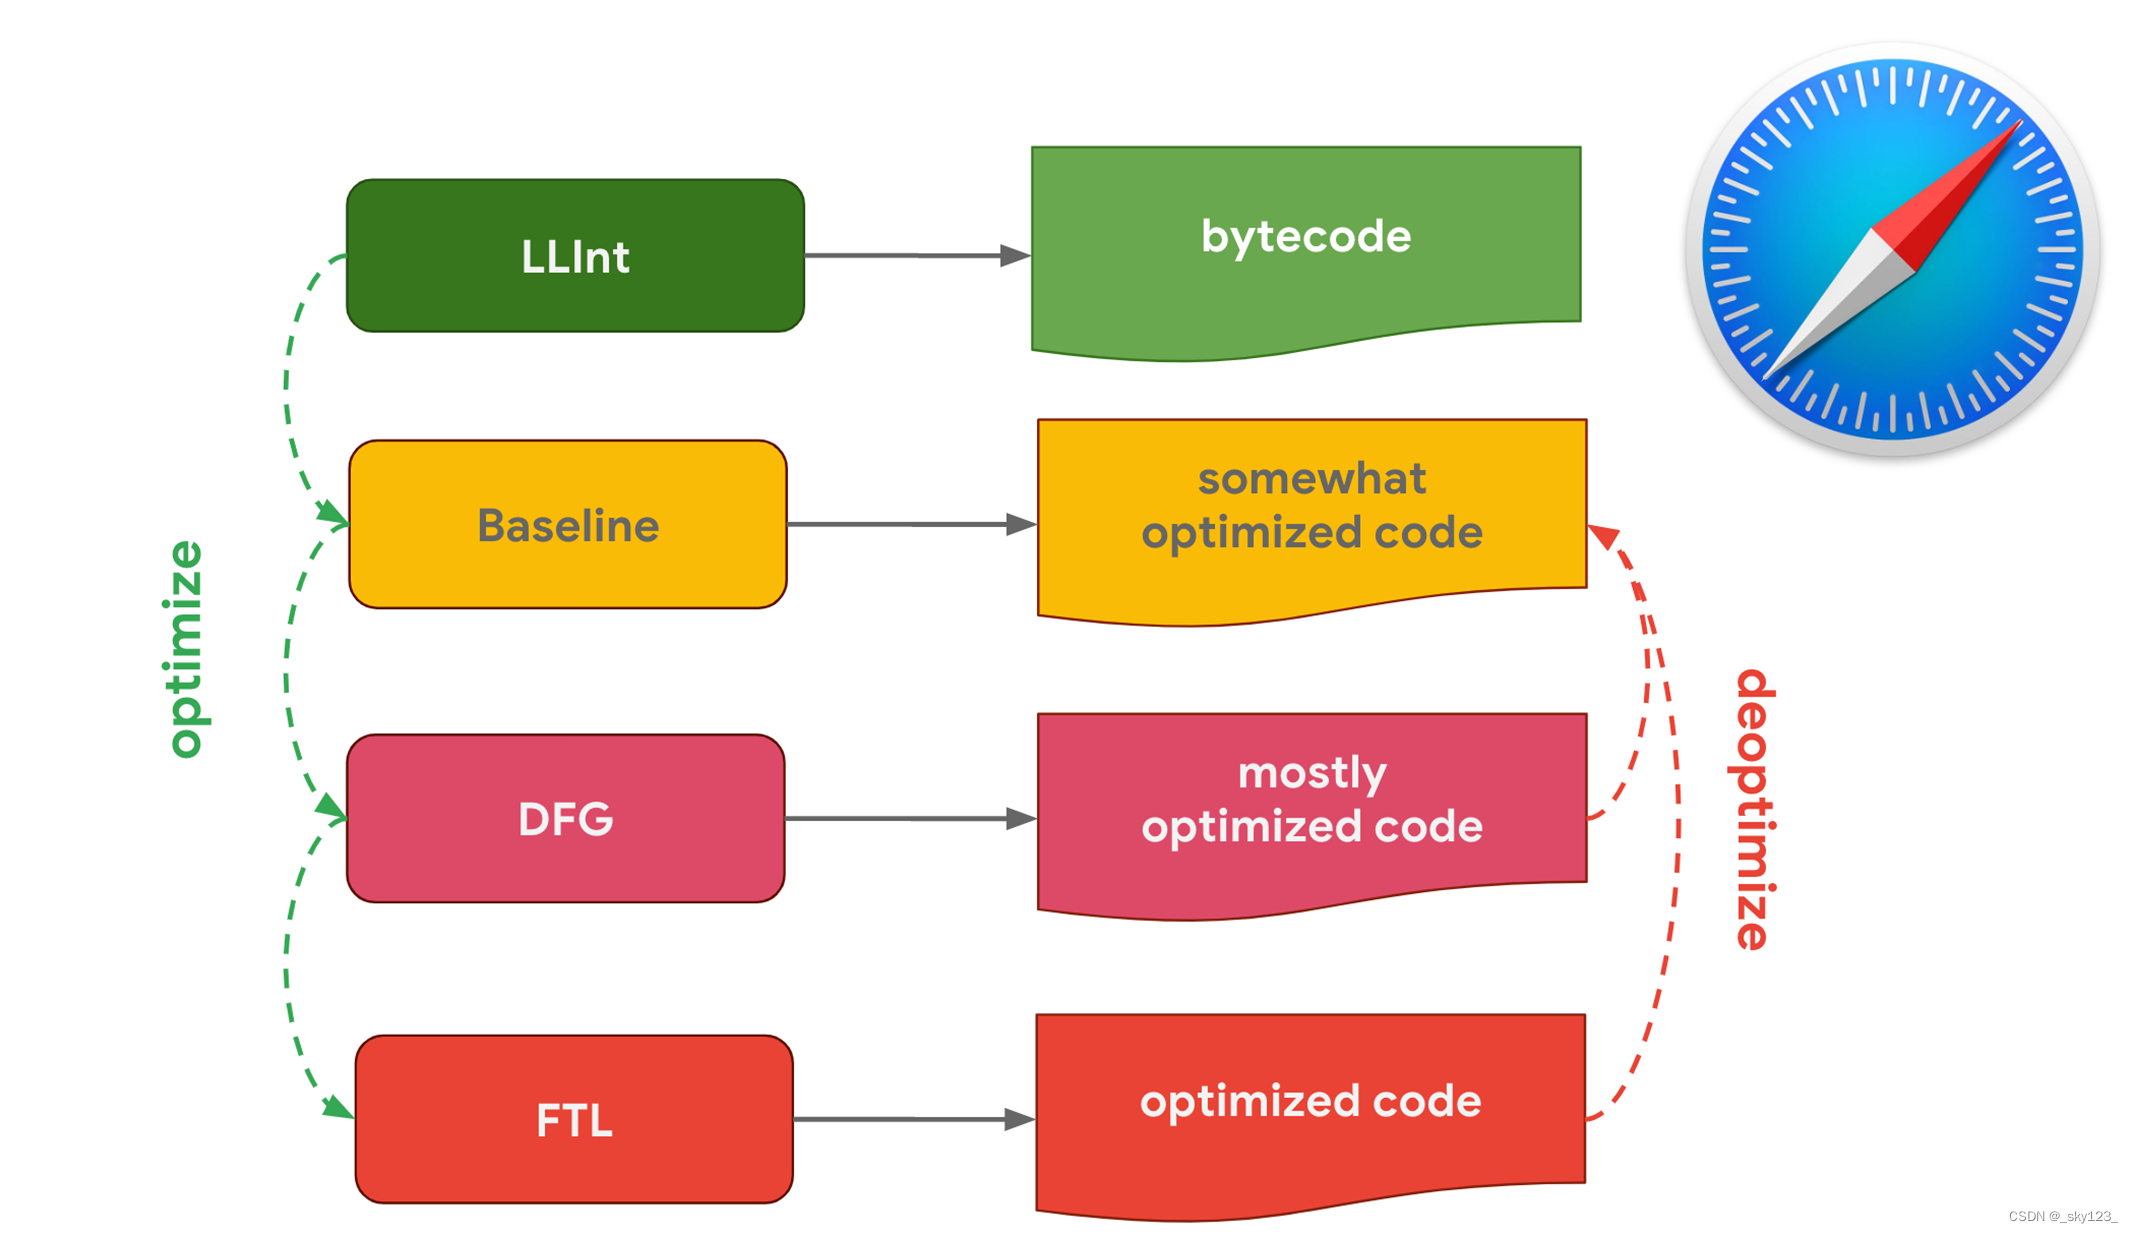 LLInt
bytecode
Baseline
somewhat
optimized code
optimize
DFG
mostly
optimized code
deoptimize
FTL
optimized code
CSDN @_sky123_